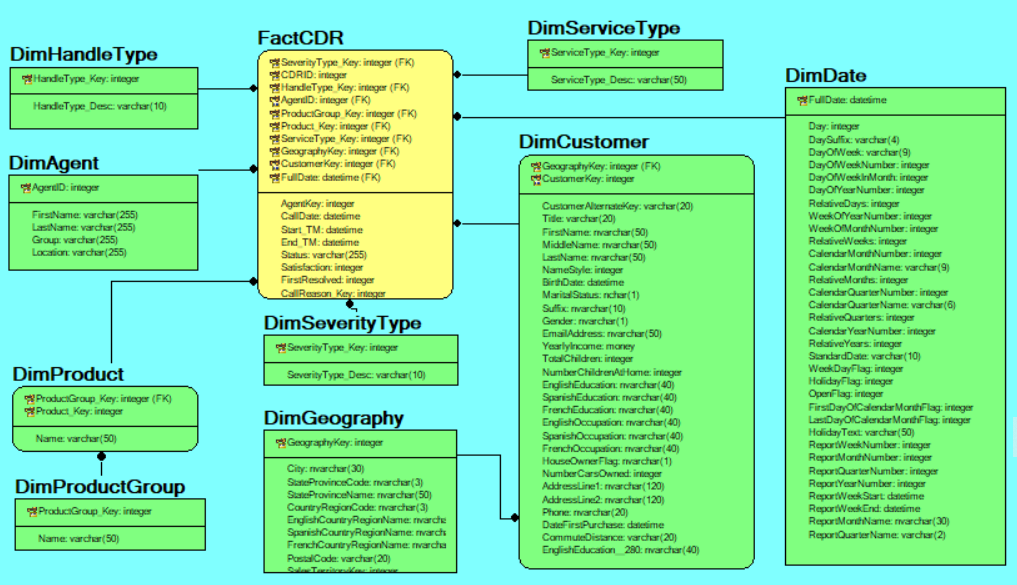 DimHandleType
HandleType_Key: integer
HandleType_Desc: varchar(10)
DimAgent
AgentID: integer
FirstName: varchar(255)
LastName: varchar(255)
Group: varchar(255)
Location: varchar(255)
DimProduct
ProductGroup_Key: integer (FK)
Product_Key: integer
Name: varchar(50)
DimProductGroup
ProductGroup_Key: integer
Name: varchar(50)
FactCDR
SeverityType_Key: integer (FK)
CDRID: integer
HandleType_Key: integer (FK)
AgentID: integer (FK)
ProductGroup_Key: integer (FK)
Product_Key: integer (FK)
ServiceType_Key: integer (FK)
GeographyKey: integer (FK)
CustomerKey: integer (FK)
FullDate: datetime (FK)
AgentKey: integer
CallDate: datetime
Start_TM: datetime
End_TM: datetime
Status: varchar(255)
Satisfaction: integer
FirstResolved: integer
CallReason_Key: integer
DimSeverityType
SeverityType_Key: integer
SeverityType_Desc: varchar(10)
DimGeography
GeographyKey: integer
City: nvarchar(30)
StateProvinceCode: nvarchar(3)
StateProvinceName: nvarchar(50)
CountryRegionCode: nvarchar(3)
EnglishCountryRegionName: nvarcha
SpanishCountryRegionName: nvarch
FrenchCountryRegionName: nvarcha
PostalCode: varchar(20)
SalesTerritoryKey: integer
DimServiceType
ServiceType_Key: integer
ServiceType_Desc: varchar(50)
DimCustomer
GeographyKey: integer (FK)
CustomerKey: integer
CustomerAlternateKey: varchar(20)
Title: varchar(20)
FirstName: nvarchar(50)
MiddleName: nvarchar(50)
LastName: nvarchar(50)
NameStyle: integer
BirthDate: datetime
MaritalStatus: nchar(1)
Suffix: nvarchar(10)
Gender: nvarchar(1)
EmailAddress: nvarchar(50)
YearlyIncome: money
TotalChildren: integer
NumberChildrenAtHome: integer
EnglishEducation: nvarchar(40)
SpanishEducation: nvarchar(40)
FrenchEducation: nvarchar(40)
EnglishOccupation: nvarchar(40)
SpanishOccupation: nvarchar(40)
FrenchOccupation: nvarchar(40)
HouseOwnerFlag: nvarchar(1)
NumberCarsOwned: integer
AddressLine1: nvarchar(120)
AddressLine2: nvarchar(120)
Phone: nvarchar(20)
DateFirstPurchase: datetime
CommuteDistance: varchar(20)
EnglishEducation__280: nvarchar(40)
DimDate
FullDate: datetime
Day: integer
DaySuffix: varchar(4)
DayOfWeek: varchar(9)
DayOfWeekNumber: integer
DayOfWeekInMonth: integer
DayOfYearNumber: integer
RelativeDays: integer
WeekOfYearNumber: integer
WeekOfMonthNumber: integer
RelativeWeeks: integer
CalendarMonthNumber: integer
CalendarMonthName: varchar(9)
RelativeMonths: integer
CalendarQuarterNumber: integer
CalendarQuarterName: varchar(6)
RelativeQuarters: integer
CalendarYearNumber: integer
RelativeYears: integer
StandardDate: varchar(10)
WeekDayFlag: integer
HolidayFlag: integer
OpenFlag: integer
FirstDayOfCalendarMonthFlag: integer
LastDayOfCalendarMonthFlag: integer
HolidayText: varchar(50)
ReportWeekNumber: integer
ReportMonthNumber: integer
ReportQuarterNumber: integer
ReportYearNumber: integer
ReportWeekStart: datetime
ReportWeekEnd: datetime
ReportMonthName: nvarchar(30)
ReportQuarterName: varchar(2)